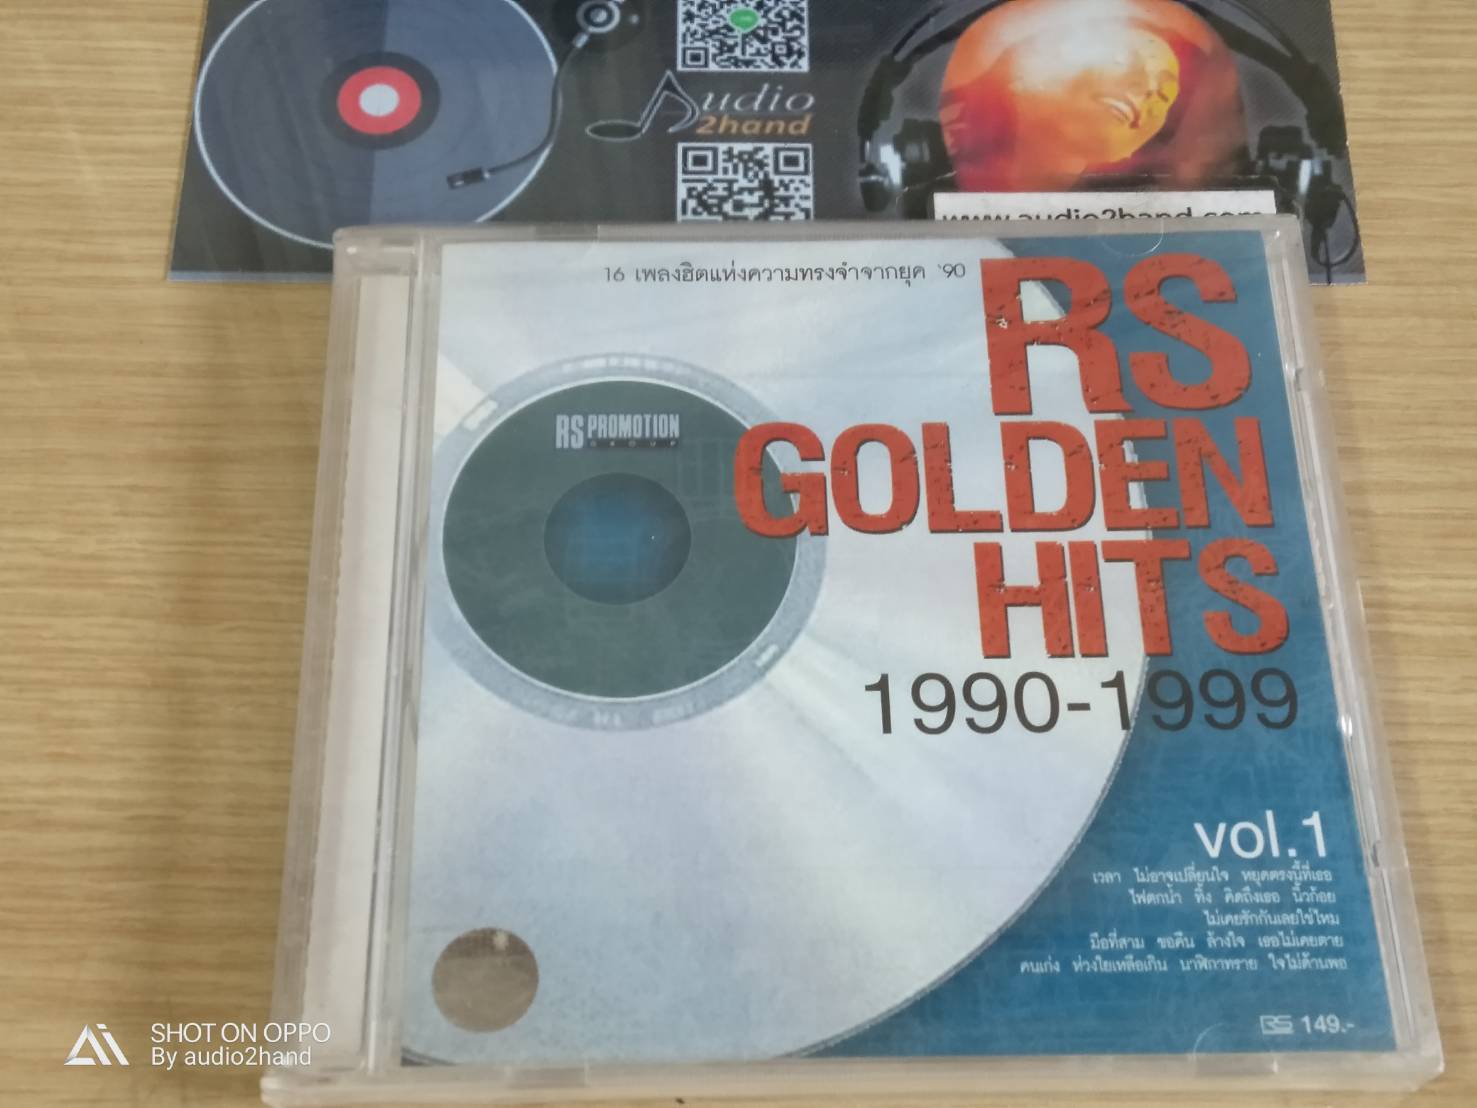 Audio
2hand
www.audio2hand.com
16 เพลงฮิตแห่งความทรงจำจากยุค '90
RS
GOLDEN
HITS
1990-1999
RS PROMOTION
GROUP
vol.1
เวลา ไม่อาจเปลี่ยนใจ หยุดตรงนี้ที่เธอ
ไฟตกน้ำ ทิ้ง คิดถึงเธอ นิ้วก้อย
ไม่เคยรักกันเลยใช่ไหม
มือที่สาม ขอคืน ล้างใจ เธอไม่เคยตาย
คนเก่ง ห่วงใยเหลือเกิน นาฬิกาทราย ใจไม่ด้านพอ
RS 149.-
SHOT ON OPPO
By audio2hand